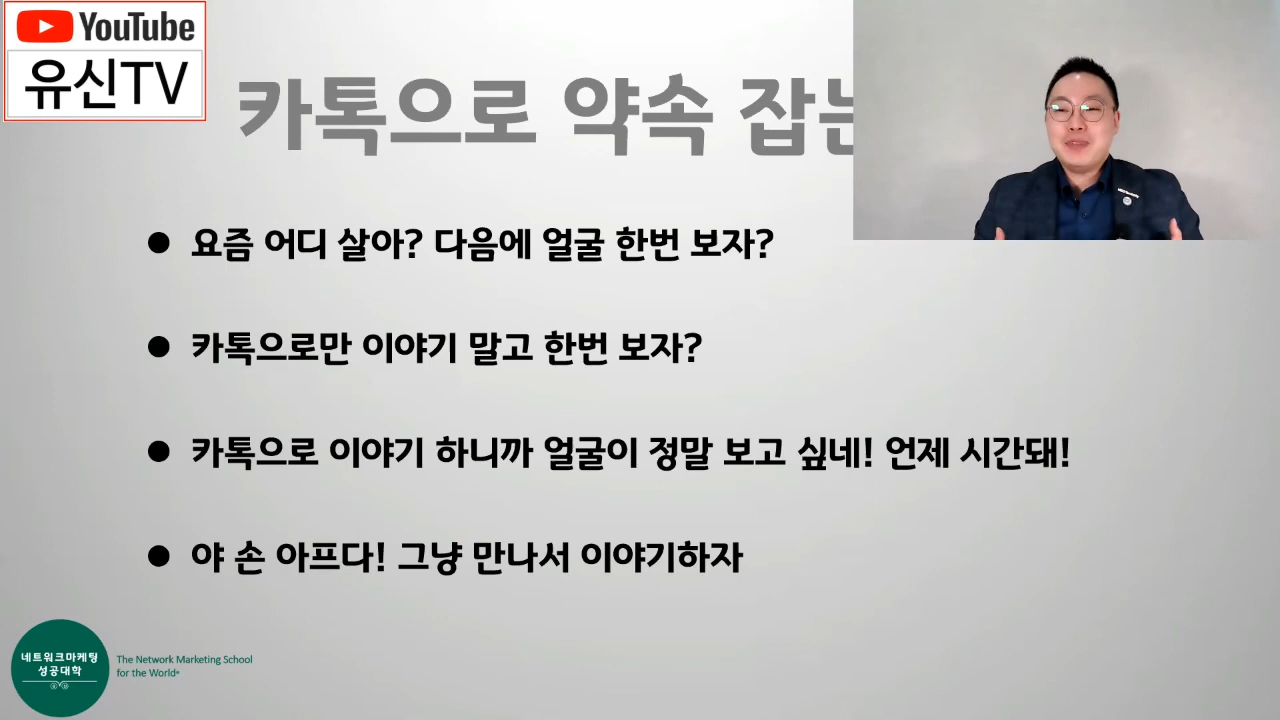 YouTube
유신TV
카톡으로 약속 잡는
요즘 어디 살아? 다음에 얼굴 한번 보자?
카톡으로만 이야기 말고 한번 보자?
카톡으로 이야기 하니까 얼굴이 정말 보고 싶네! 언제 시간돼!
야 손 아프다! 그냥 만나서 이야기하자
네트워크마케팅
성공대학
The Network Marketing School
for the World®